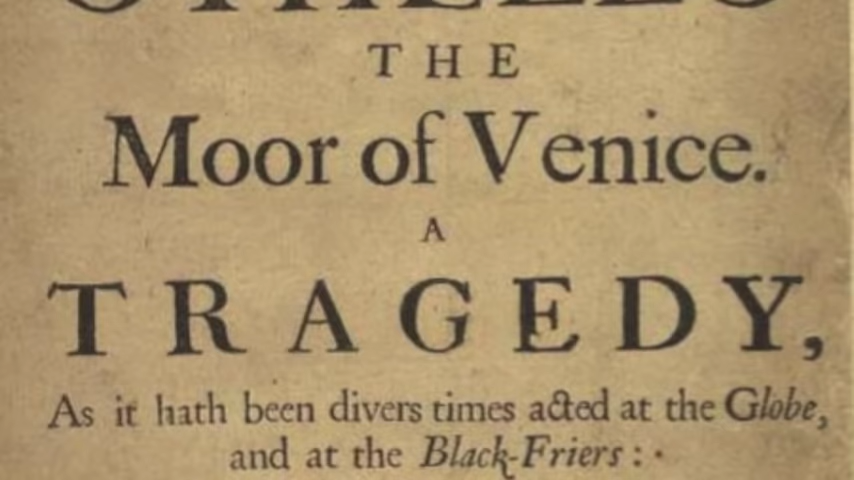 OTHELLO
THE
Moor of Venice.
A
TRAGEDY,
As it hath been divers times acted at the Globe,
and at the Black-Friers: